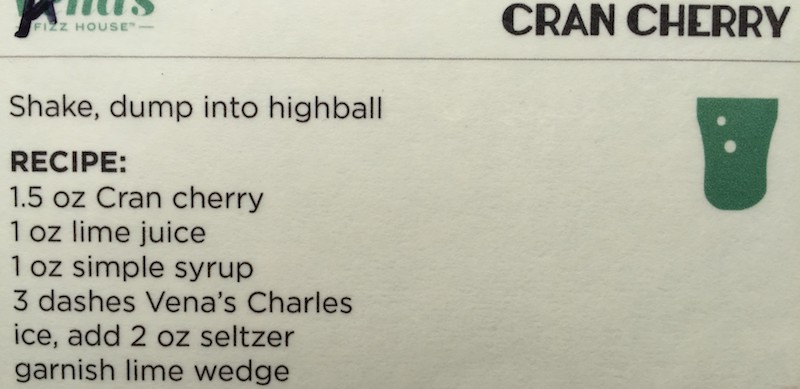 Vena's
CRAN CHERRY
FIZZ HOUSE™
Shake, dump into highball
RECIPE:
1.5 oz Cran cherry
1 oz lime juice
1 oz simple syrup
3 dashes Vena's Charles
ice, add 2 oz seltzer
garnish lime wedge